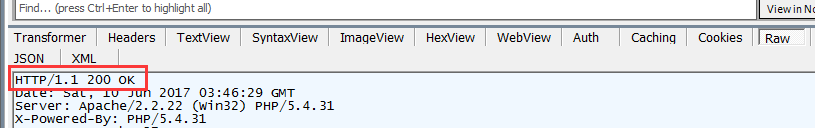 Find... (press Ctrl+Enter to highlight all) View in No
Transformer Headers TextView SyntaxView ImageView HexView WebView Auth Caching Cookies Raw
JSON XML
HTTP/1.1 200 OK
Date: Sat, 10 Jun 2017 03:46:29 GMT
Server: Apache/2.2.22 (Win32) PHP/5.4.31
X-Powered-By: PHP/5.4.31